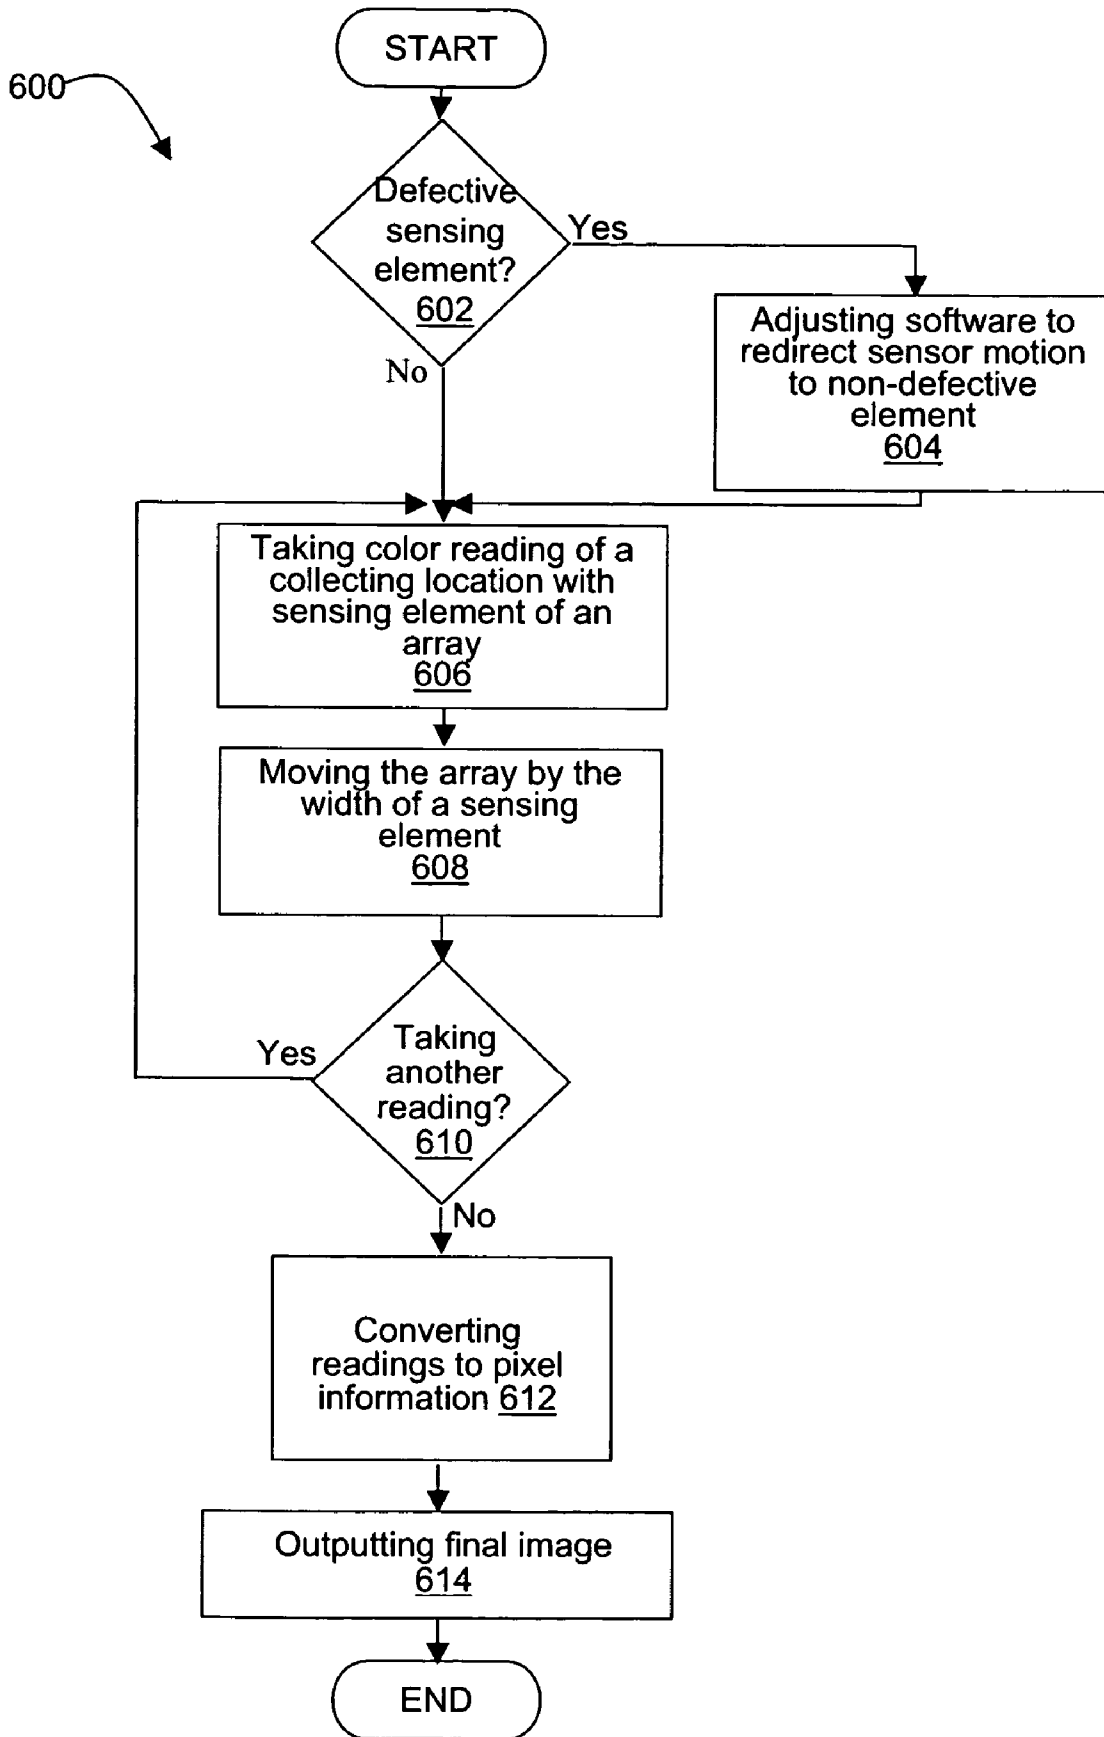 START
600
Defective
sensing
element?
602
Yes
No
Adjusting software to
redirect sensor motion
to non-defective
element
604
Taking color reading of a
collecting location with
sensing element of an
array
606
Moving the array by the
width of a sensing
element
608
Yes
Taking
another
reading?
610
No
Converting
readings to pixel
information 612
Outputting final image
614
END